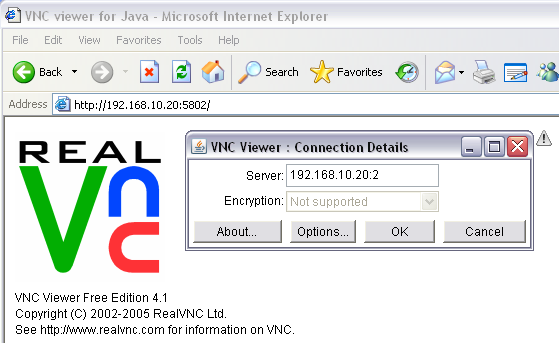 VNC viewer for Java - Microsoft Internet Explorer
File Edit View Favorites Tools Help
Back Search Favorites
Address http://192.168.10.20:5802/
REAL
vnc
VNC Viewer : Connection Details
Server: 192.168.10.20:2
Encryption: Not supported
About... Options... OK Cancel
VNC Viewer Free Edition 4.1
Copyright (C) 2002-2005 RealVNC Ltd.
See http://www.realvnc.com for information on VNC.